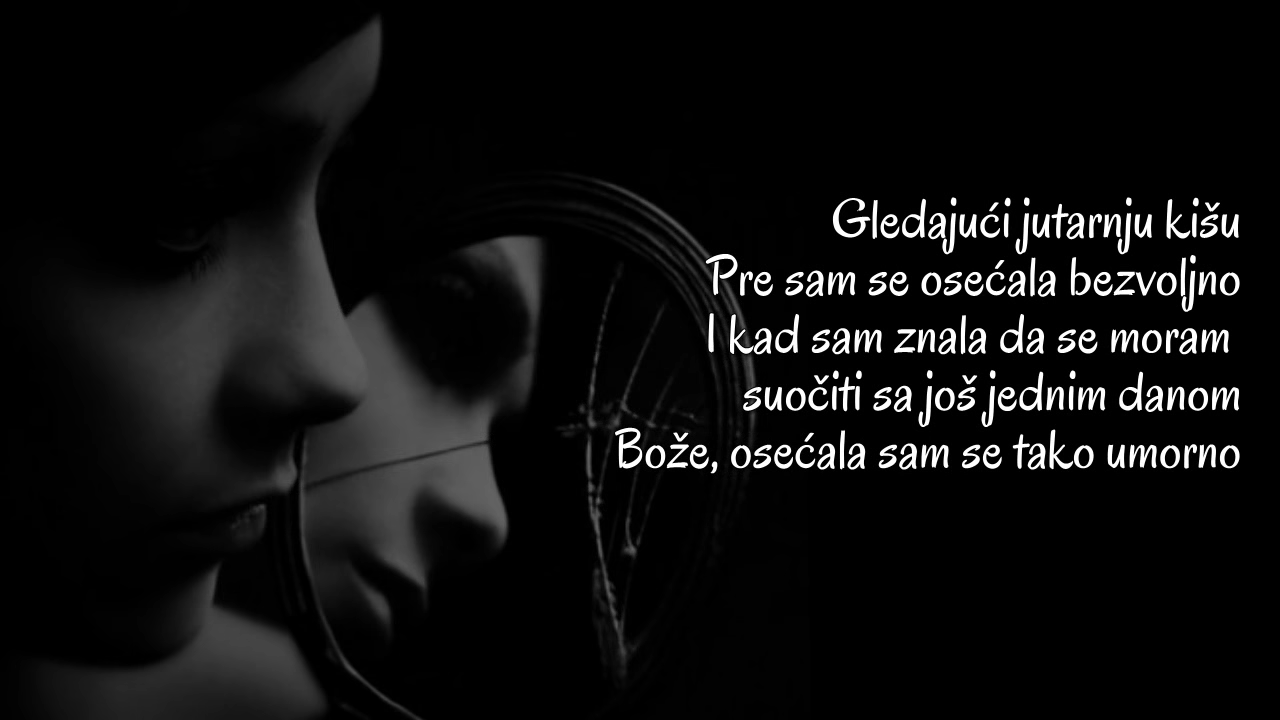 Gledajući jutarnju kišu
Pre sam se osećala bezvoljno
I kad sam znala da se moram
suočiti sa još jednim danom
Bože, osećala sam se tako umorno